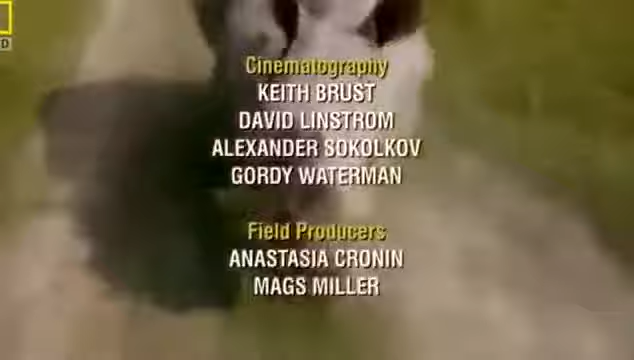 Cinematography
KEITH BRUST
DAVID LINSTROM
ALEXANDER SOKOLKOV
GORDY WATERMAN
Field Producers
ANASTASIA CRONIN
MAGS MILLER